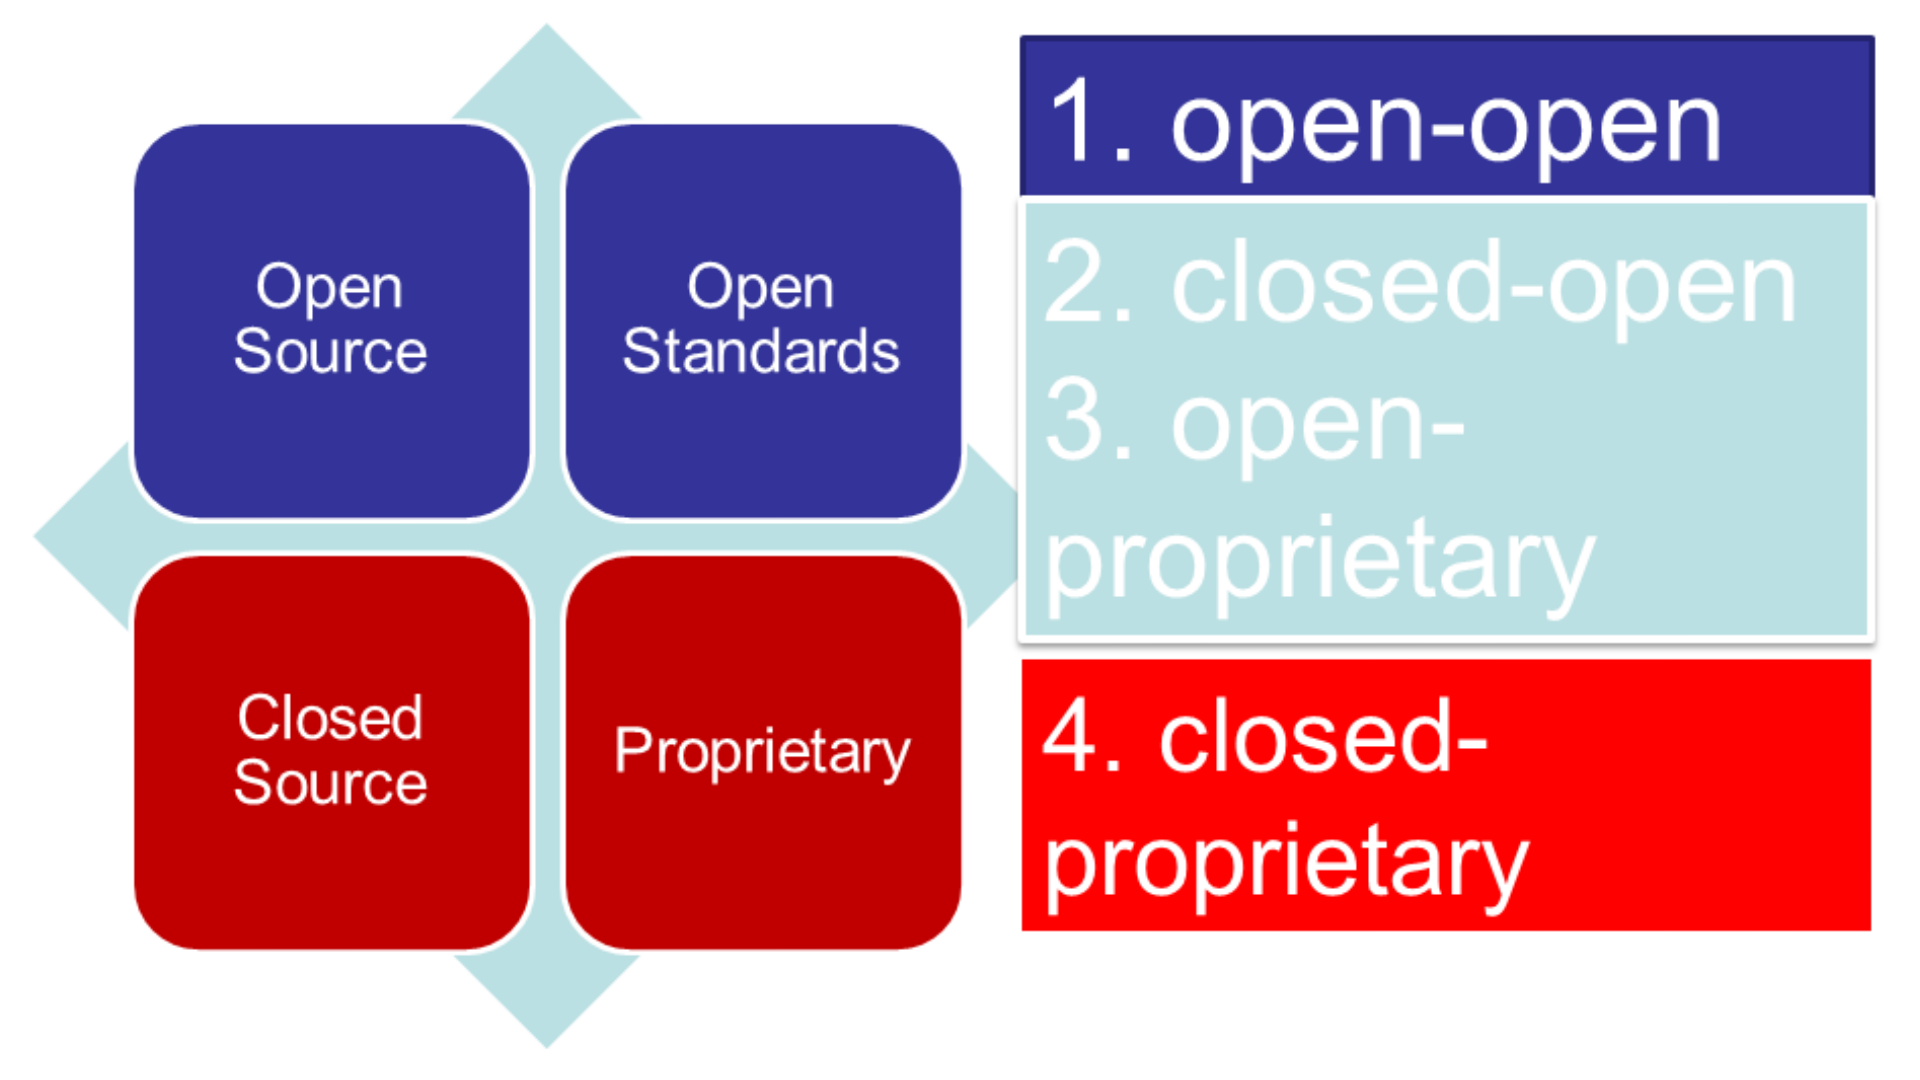 Open
Source
Open
Standards
Closed
Source
Proprietary
1. open-open
2. closed-open
3. open-
proprietary
4. closed-
proprietary